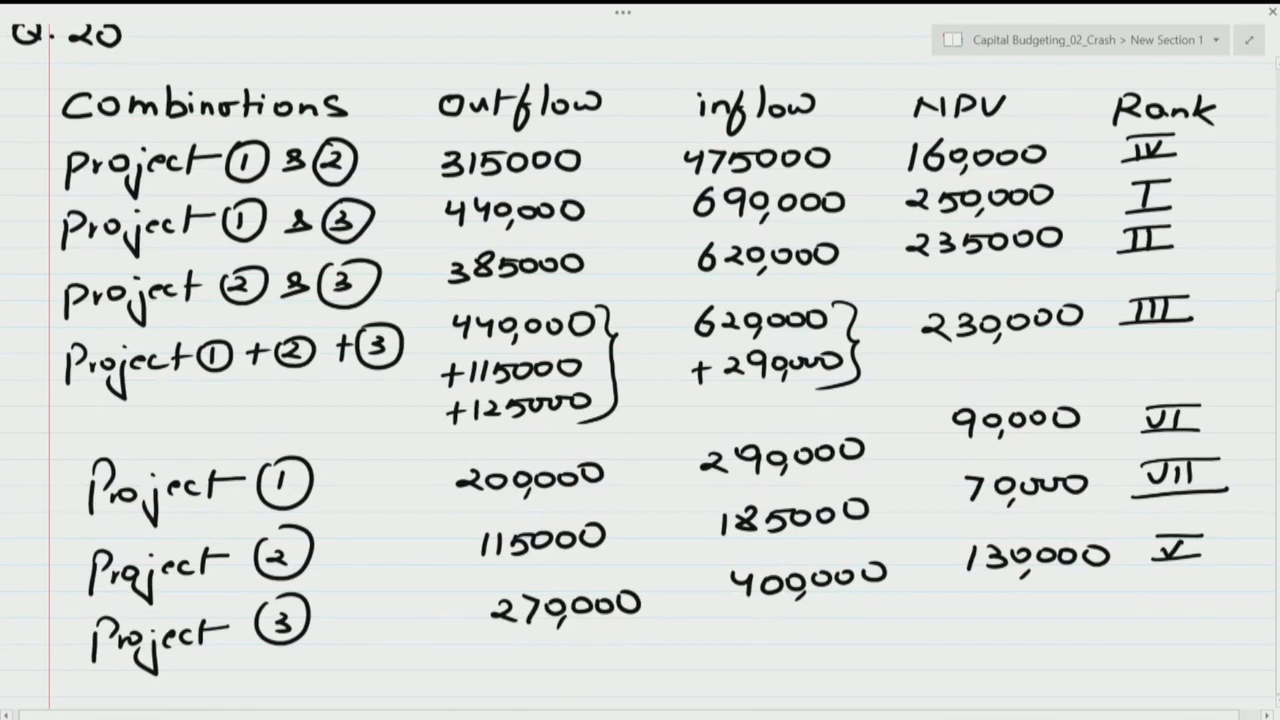 Q. 20
Capital Budgeting_02_Crash > New Section 1
Combinations outflow inflow NPV Rank
Project ① & ② 315000 475000 160,000 IV
Project ① & ③ 440,000 690,000 250,000 I
Project ② & ③ 385000 620,000 235000 II
Project ① + ② + ③ 440,000 620,000 230,000 III
+115000 + 290,000
+125000
Project ① 200,000 290,000 90,000 VI
Project ② 115000 185000 70,000 VII
Project ③ 270,000 400,000 130,000 V